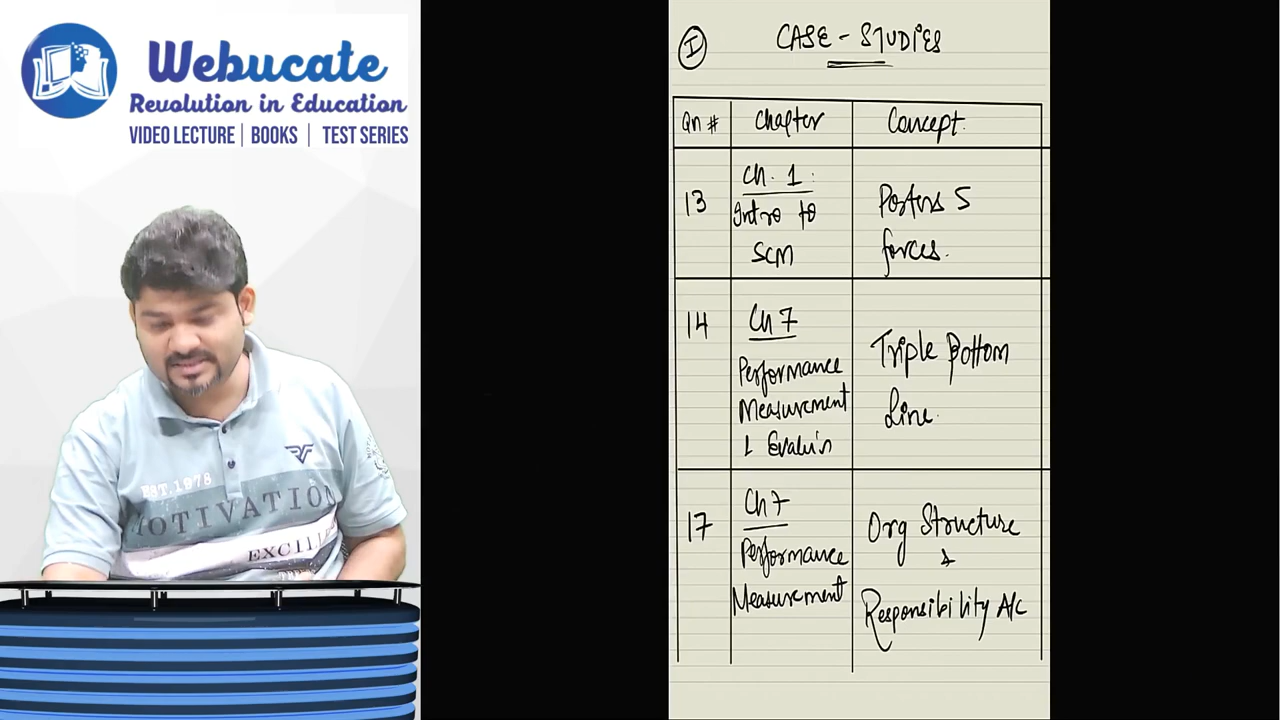 Webucate
Revolution in Education
VIDEO LECTURE | BOOKS | TEST SERIES
EST.1978
MOTIVATION
I
CASE - STUDIES
Qn # Chapter Concept.
13 Ch. 1 : Intro to SCM Porters 5 forces.
14 Ch 7 Performance Measurement & Evalu'n Triple Bottom Line.
17 Ch 7 Performance Measurement Org Structure & Responsibility A/c